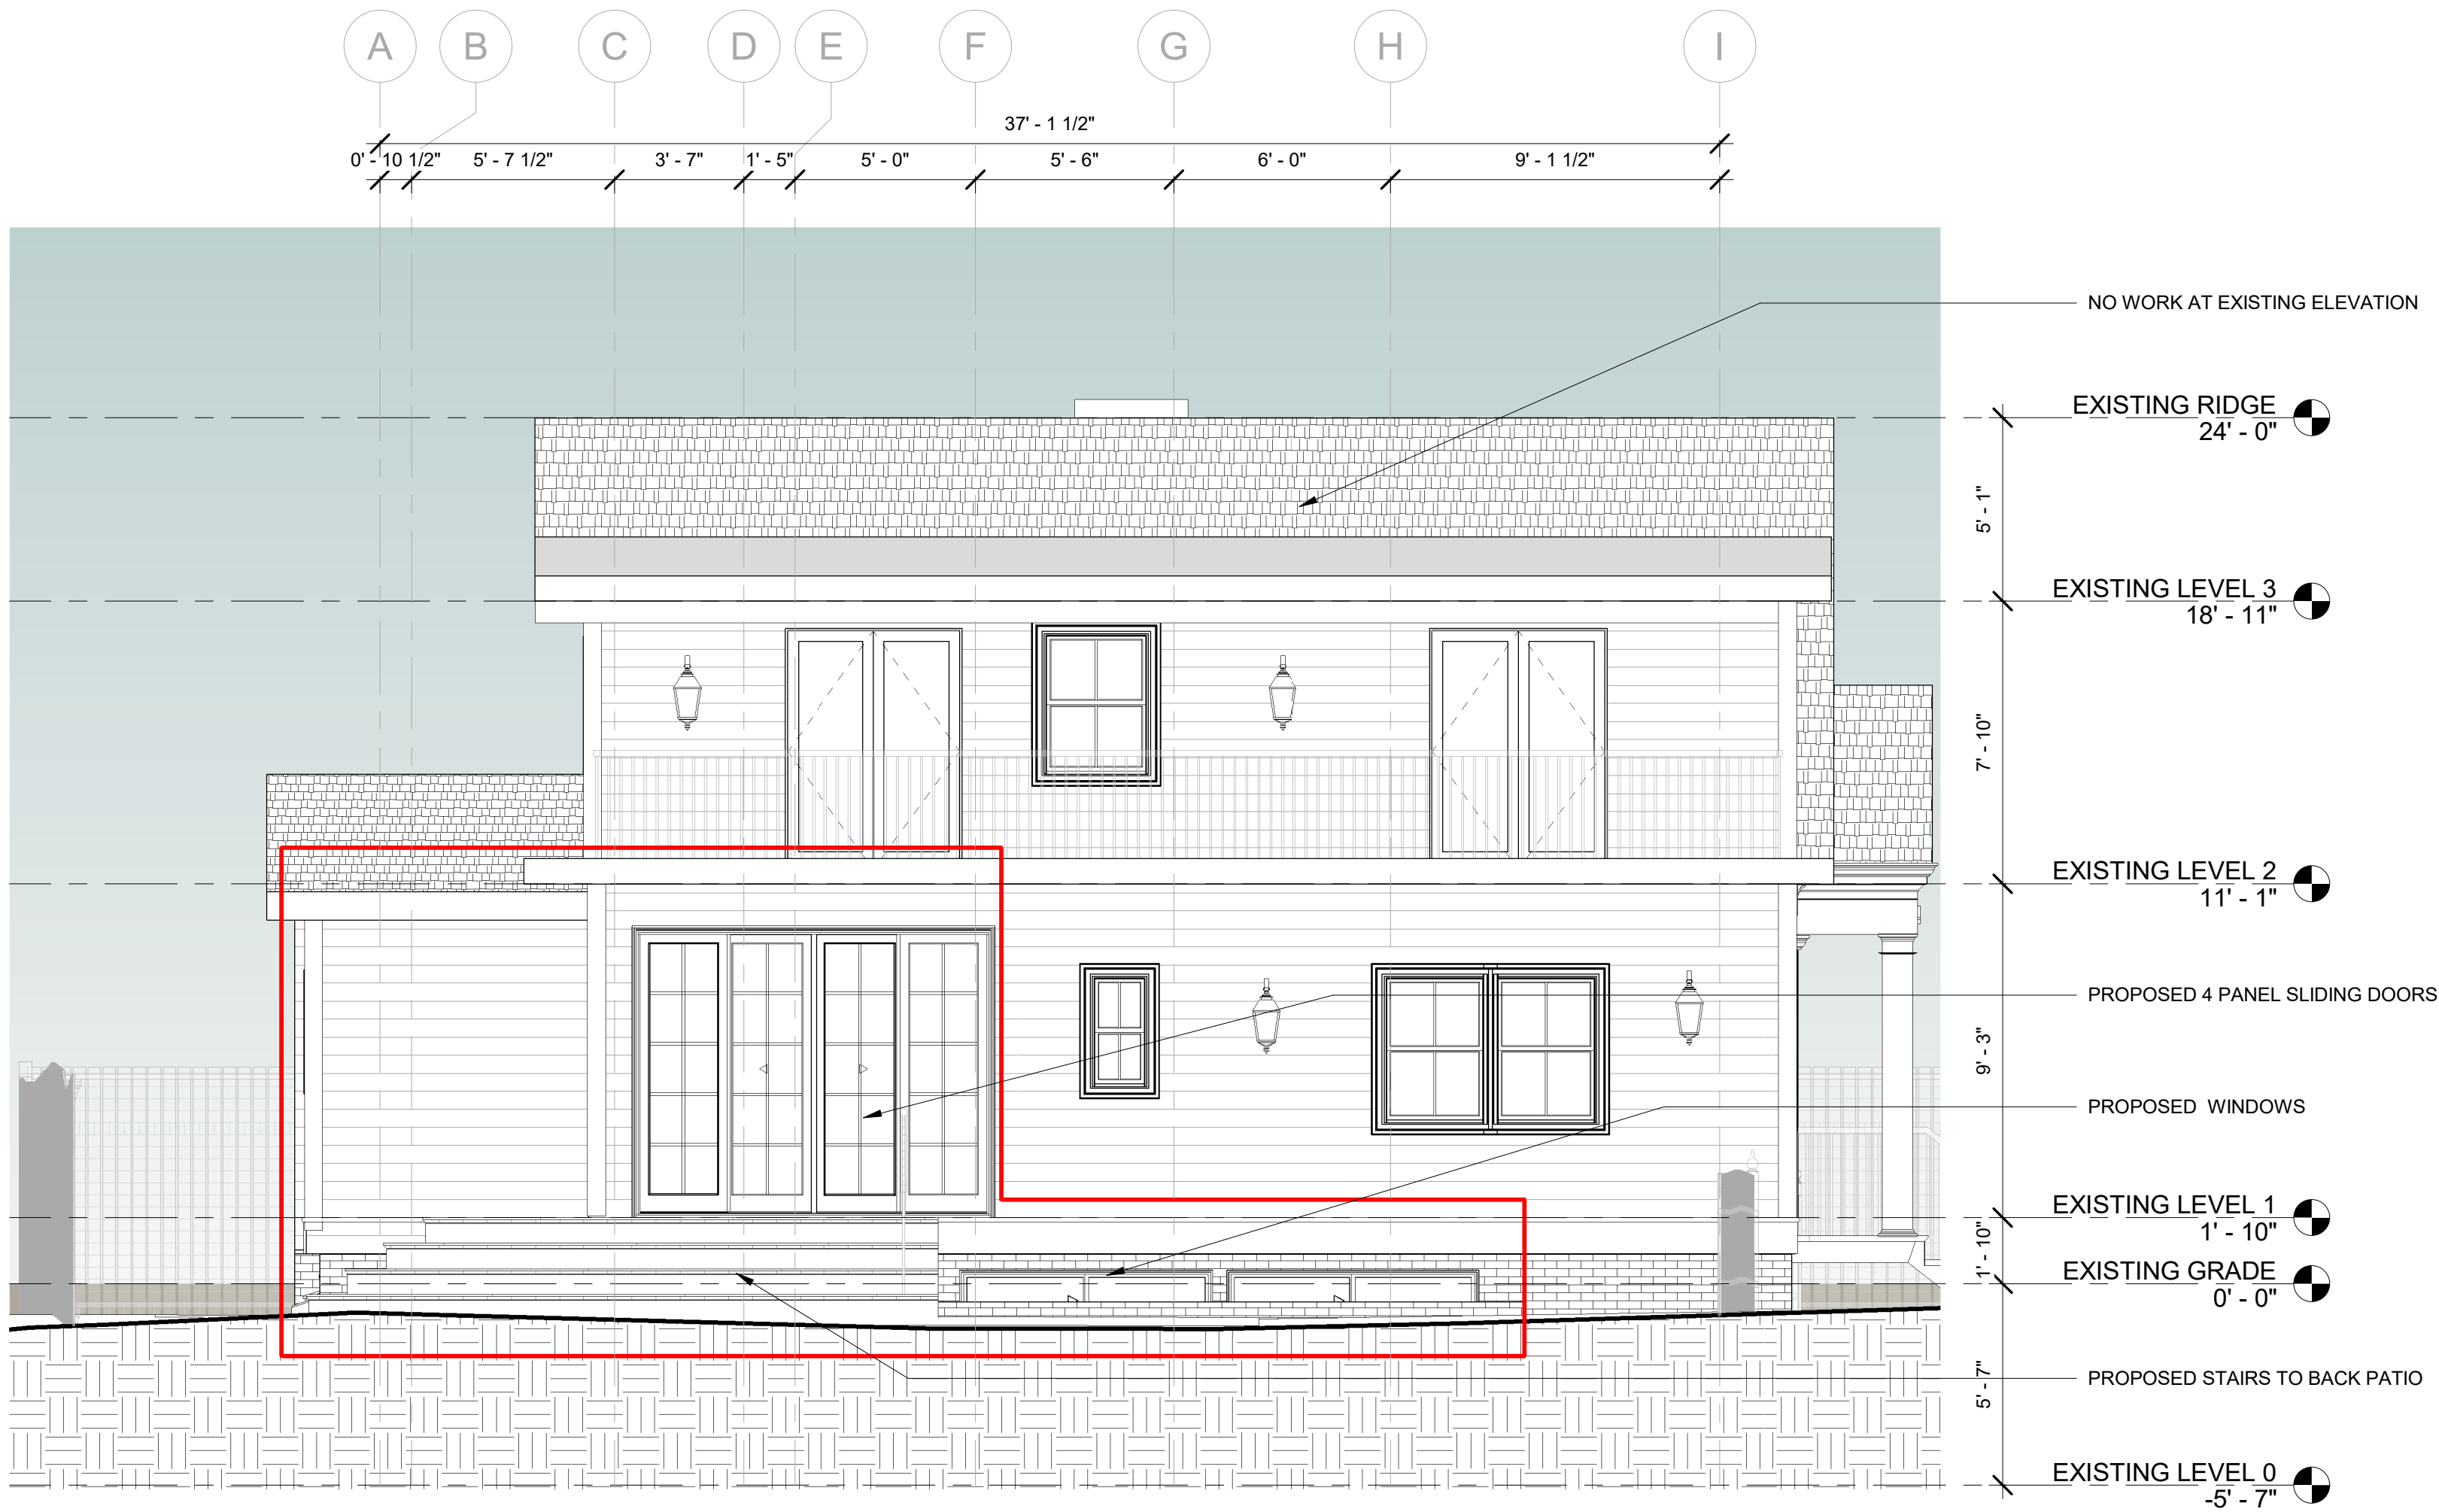 A B C D E F G H I
37' - 1 1/2"
0' - 10 1/2" 5' - 7 1/2" 3' - 7" 1' - 5" 5' - 0" 5' - 6" 6' - 0" 9' - 1 1/2"
NO WORK AT EXISTING ELEVATION
EXISTING RIDGE
24' - 0"
5' - 1"
EXISTING LEVEL 3
18' - 11"
7' - 10"
EXISTING LEVEL 2
11' - 1"
PROPOSED 4 PANEL SLIDING DOORS
9' - 3"
PROPOSED WINDOWS
EXISTING LEVEL 1
1' - 10"
1' - 10"
EXISTING GRADE
0' - 0"
PROPOSED STAIRS TO BACK PATIO
5' - 7"
EXISTING LEVEL 0
-5' - 7"